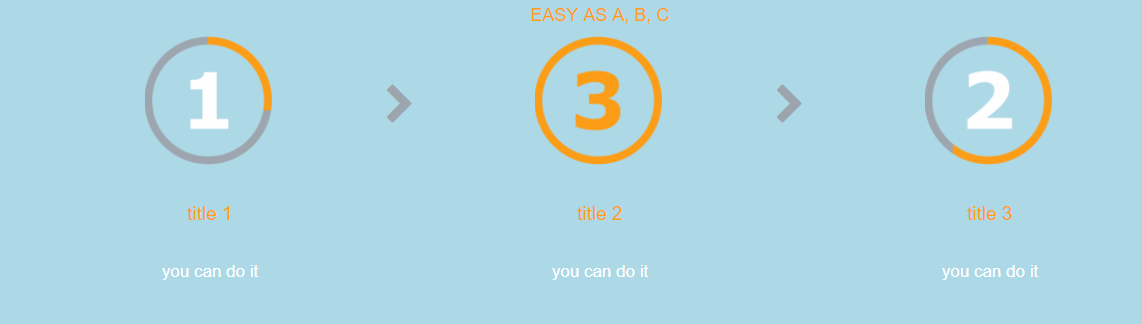 EASY AS A, B, C
1 3 2
title 1 title 2 title 3
you can do it you can do it you can do it